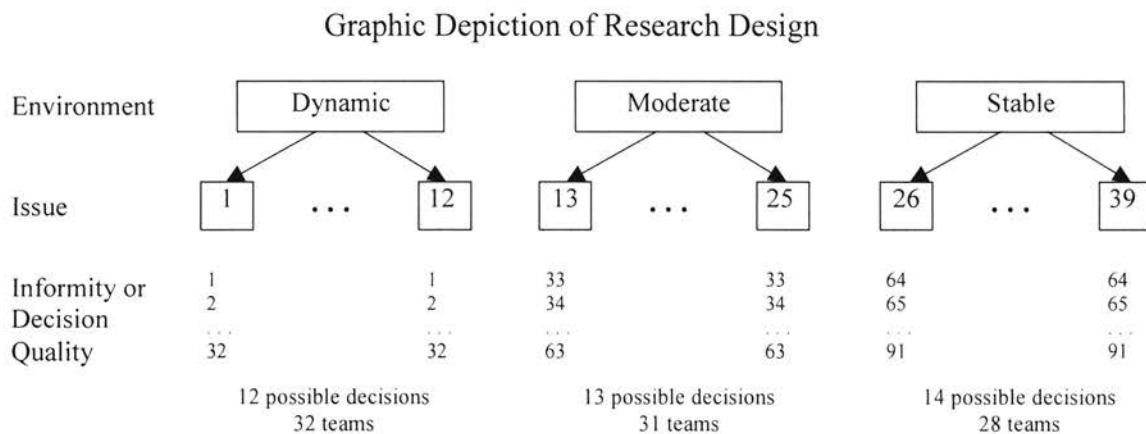 Graphic Depiction of Research Design
Environment Dynamic Moderate Stable
Issue 1 ... 12 13 ... 25 26 ... 39
Informity or 1 1 33 33 64 64
Decision 2 2 34 34 65 65
... ... ... ... ... ...
Quality 32 32 63 63 91 91
12 possible decisions 13 possible decisions 14 possible decisions
32 teams 31 teams 28 teams